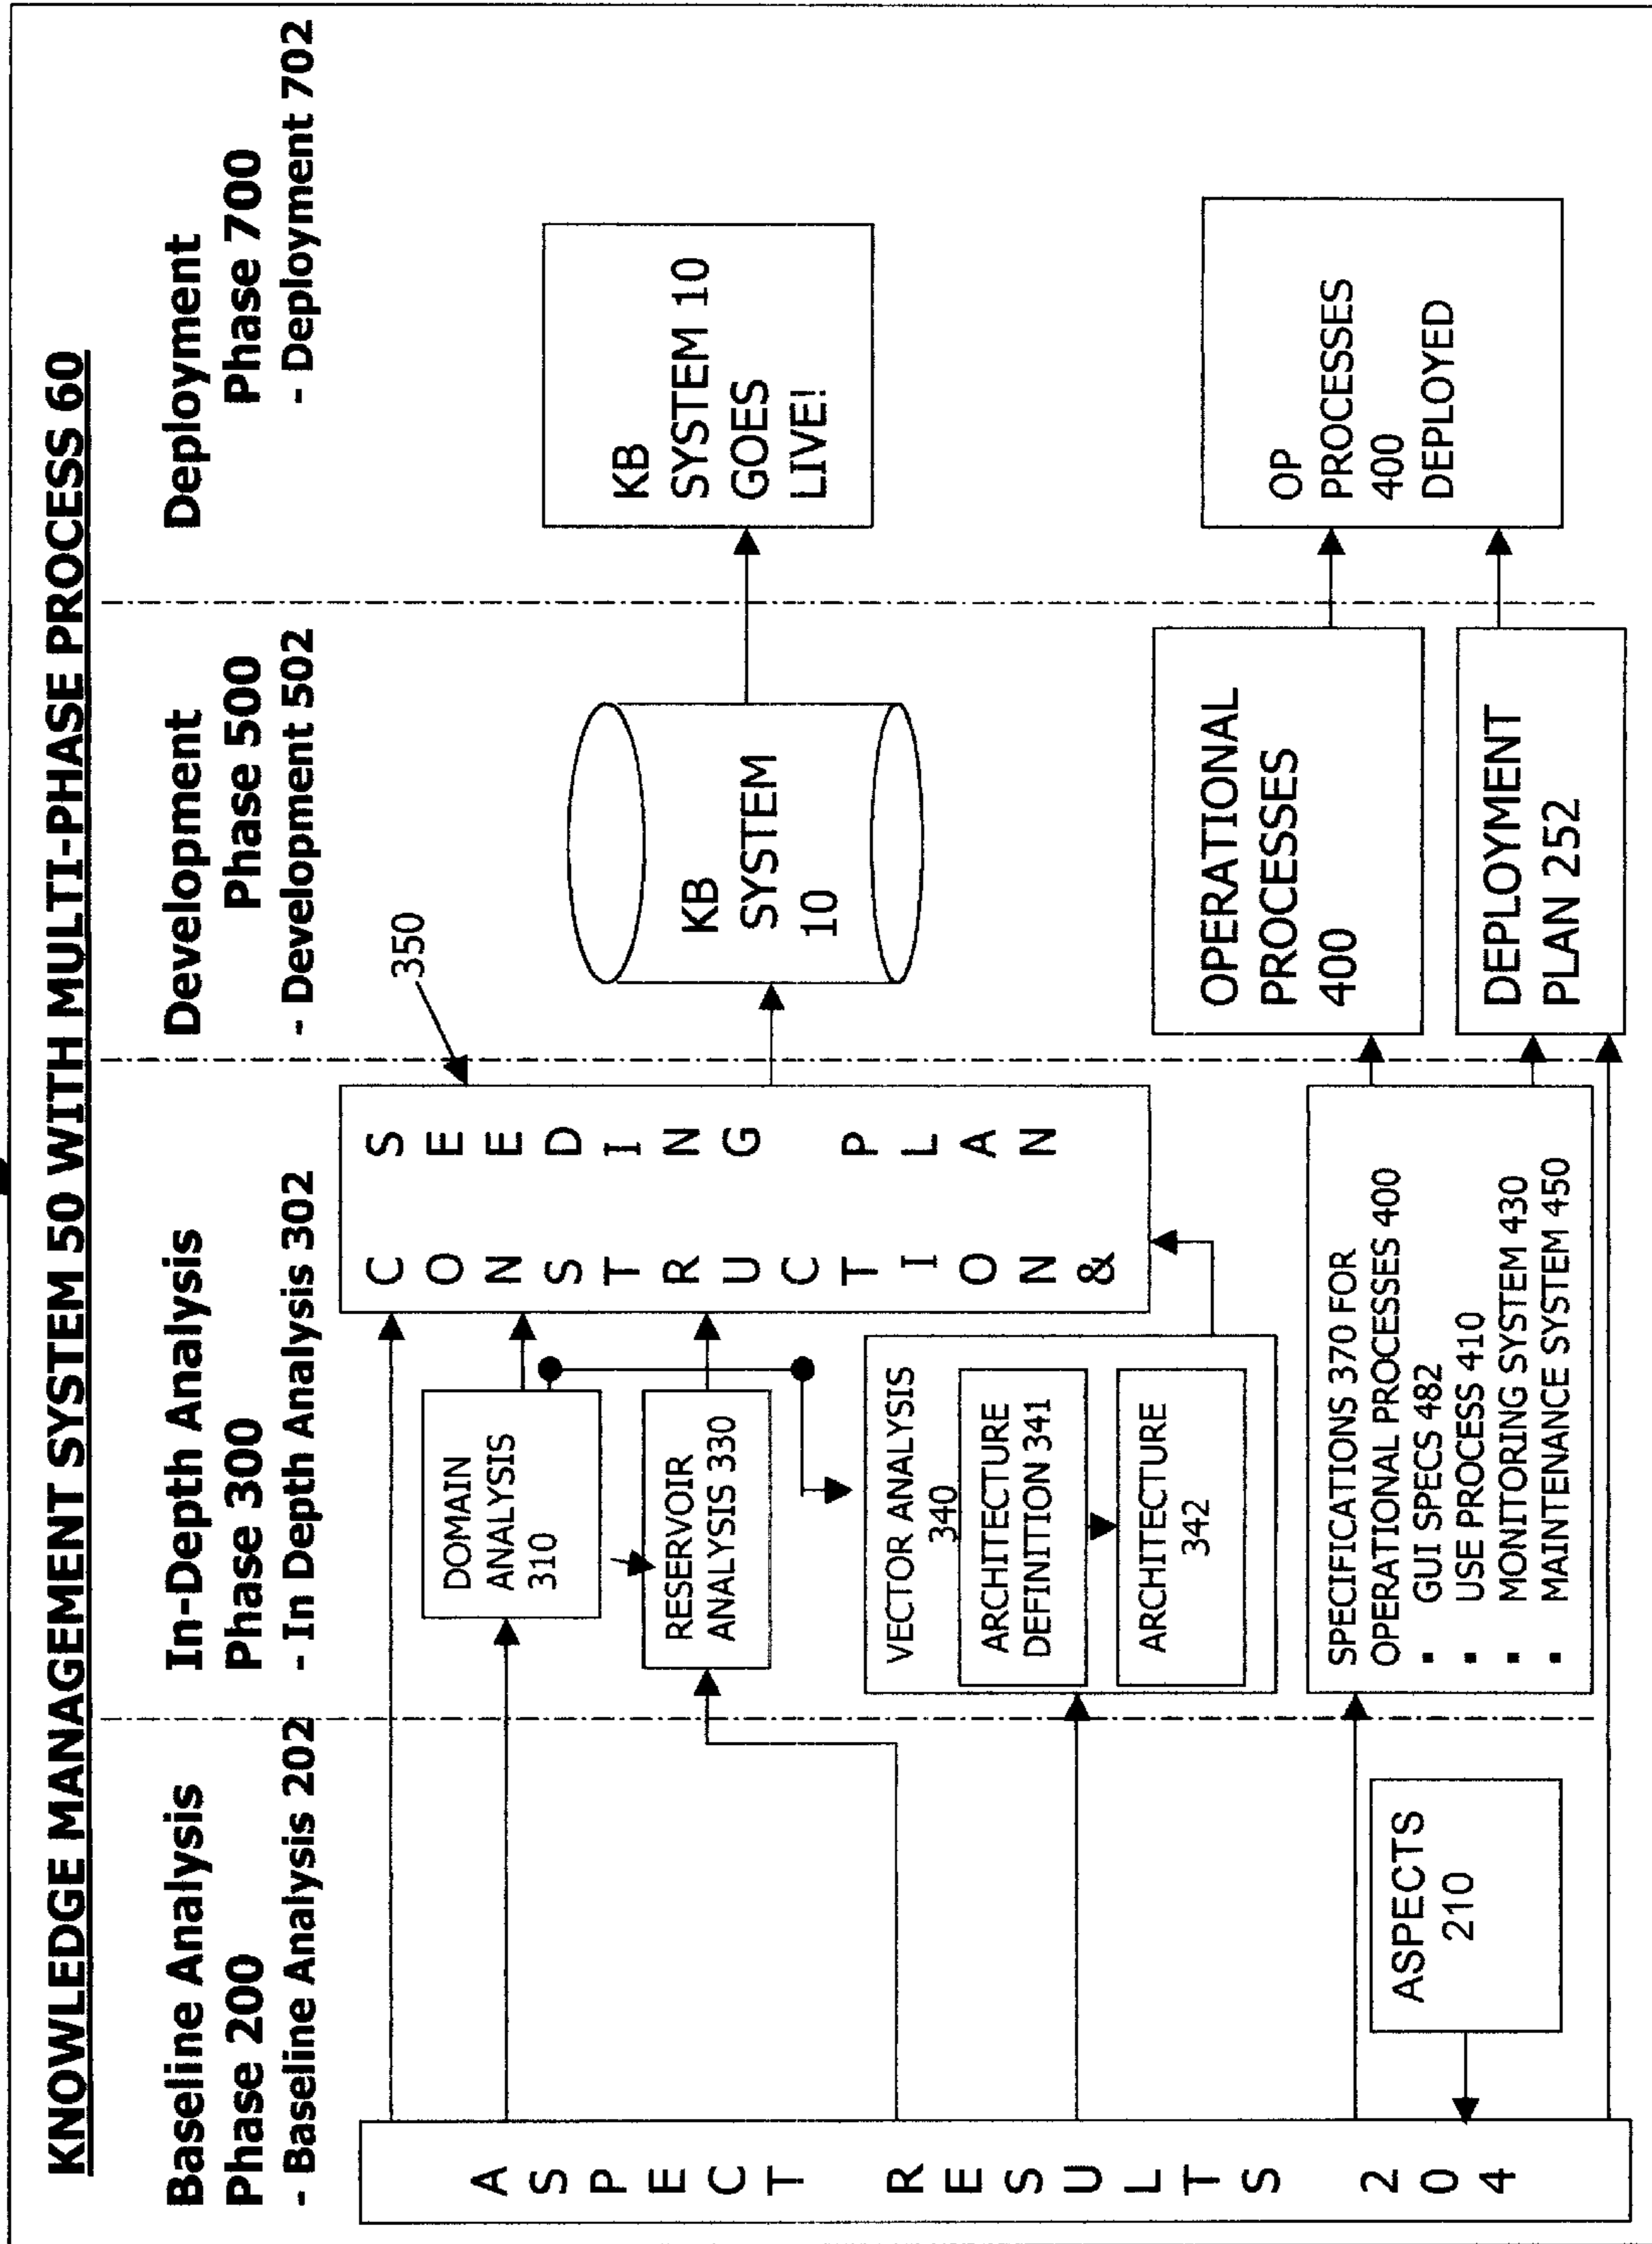 KNOWLEDGE MANAGEMENT SYSTEM 50 WITH MULTI-PHASE PROCESS 60
Baseline Analysis
Phase 200
- Baseline Analysis 202
In-Depth Analysis
Phase 300
- In Depth Analysis 302
Development
Phase 500
- Development 502
Deployment
Phase 700
- Deployment 702
ASPECT RESULTS 204
ASPECTS
210
DOMAIN
ANALYSIS
310
RESERVOIR
ANALYSIS 330
VECTOR ANALYSIS
340
ARCHITECTURE
DEFINITION 341
ARCHITECTURE
342
CONSTRUCTION &
SEEDING PLAN
350
SPECIFICATIONS 370 FOR
OPERATIONAL PROCESSES 400
▪ GUI SPECS 482
▪ USE PROCESS 410
▪ MONITORING SYSTEM 430
▪ MAINTENANCE SYSTEM 450
KB
SYSTEM
10
OPERATIONAL
PROCESSES
400
DEPLOYMENT
PLAN 252
KB
SYSTEM 10
GOES
LIVE!
OP
PROCESSES
400
DEPLOYED